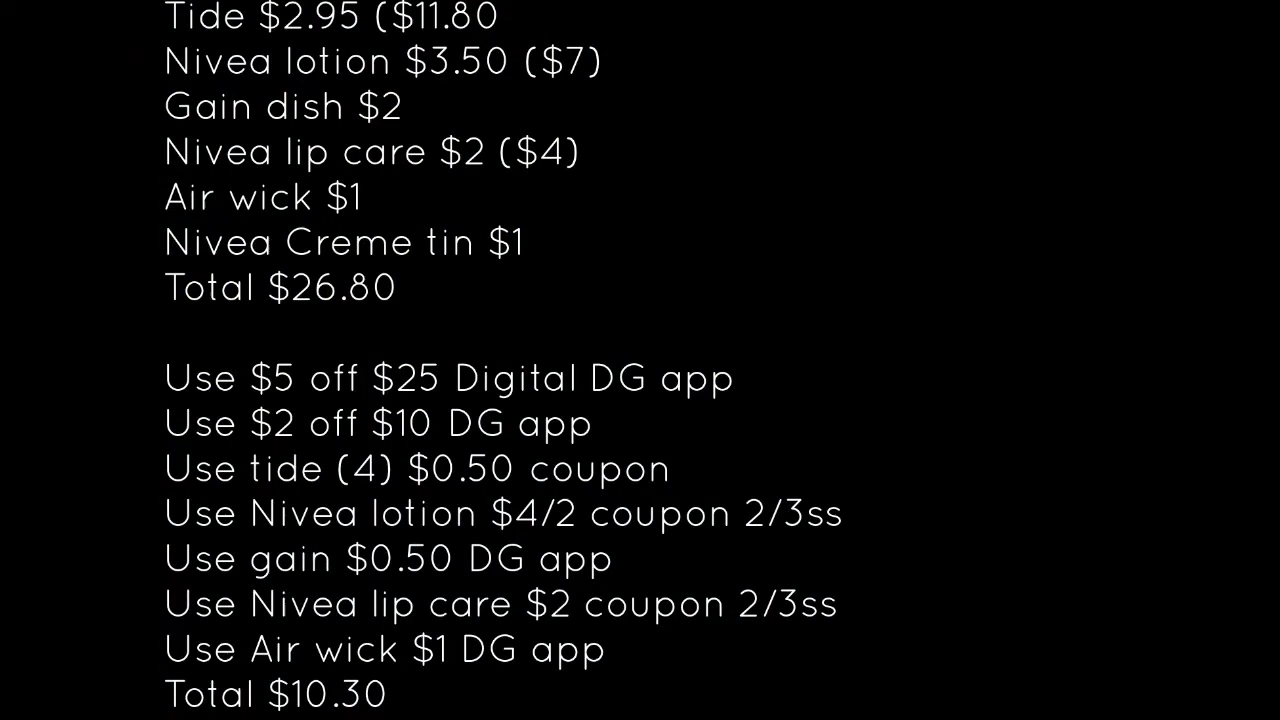 Tide $2.95 ($11.80
Nivea lotion $3.50 ($7)
Gain dish $2
Nivea lip care $2 ($4)
Air wick $1
Nivea Creme tin $1
Total $26.80
Use $5 off $25 Digital DG app
Use $2 off $10 DG app
Use tide (4) $0.50 coupon
Use Nivea lotion $4/2 coupon 2/3ss
Use gain $0.50 DG app
Use Nivea lip care $2 coupon 2/3ss
Use Air wick $1 DG app
Total $10.30